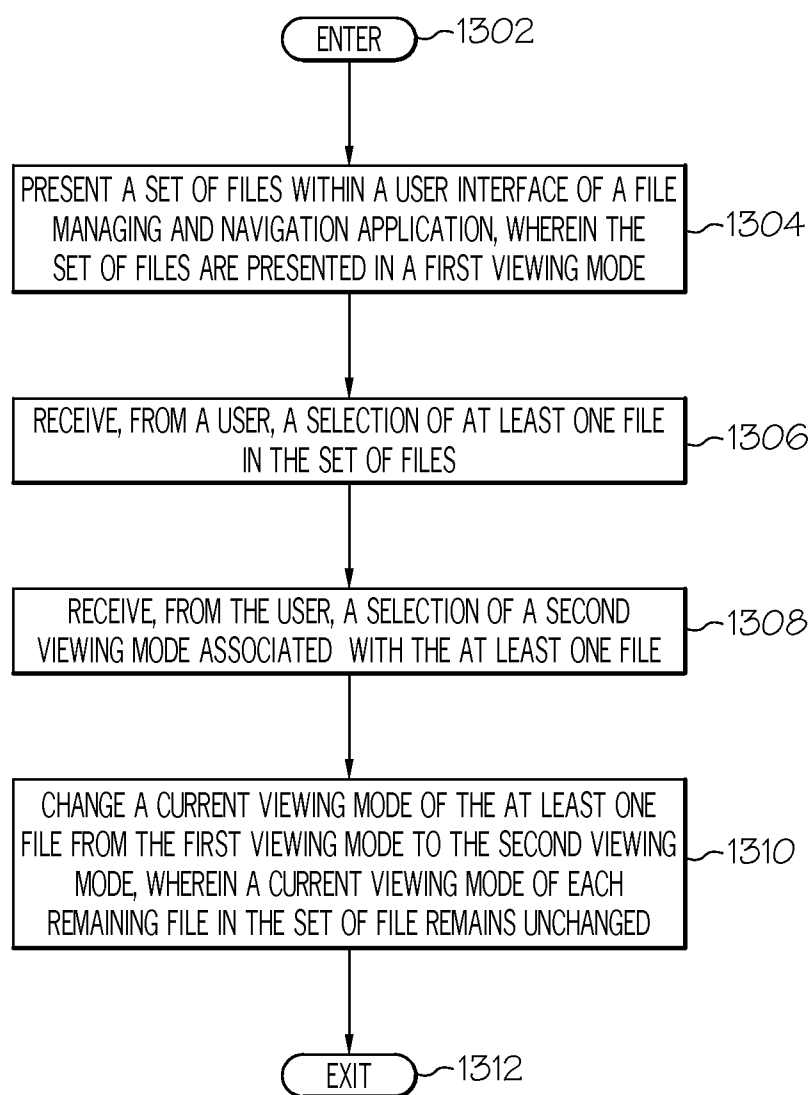 ENTER
1302
PRESENT A SET OF FILES WITHIN A USER INTERFACE OF A FILE
MANAGING AND NAVIGATION APPLICATION, WHEREIN THE
SET OF FILES ARE PRESENTED IN A FIRST VIEWING MODE
1304
RECEIVE, FROM A USER, A SELECTION OF AT LEAST ONE FILE
IN THE SET OF FILES
1306
RECEIVE, FROM THE USER, A SELECTION OF A SECOND
VIEWING MODE ASSOCIATED WITH THE AT LEAST ONE FILE
1308
CHANGE A CURRENT VIEWING MODE OF THE AT LEAST ONE
FILE FROM THE FIRST VIEWING MODE TO THE SECOND VIEWING
MODE, WHEREIN A CURRENT VIEWING MODE OF EACH
REMAINING FILE IN THE SET OF FILE REMAINS UNCHANGED
1310
EXIT
1312